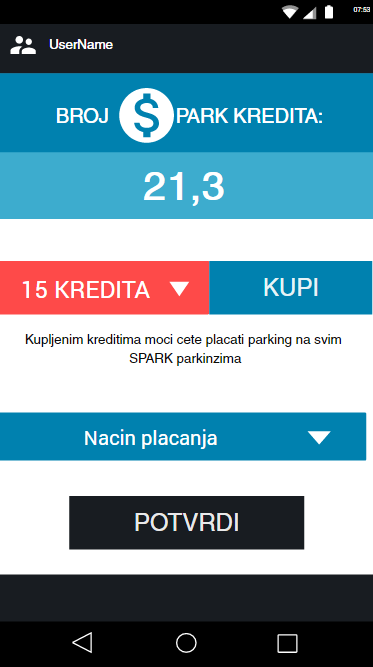 07:53
UserName
BROJ $PARK KREDITA:
21,3
15 KREDITA
KUPI
Kupljenim kreditima moci cete placati parking na svim
SPARK parkinzima
Nacin placanja
POTVRDI